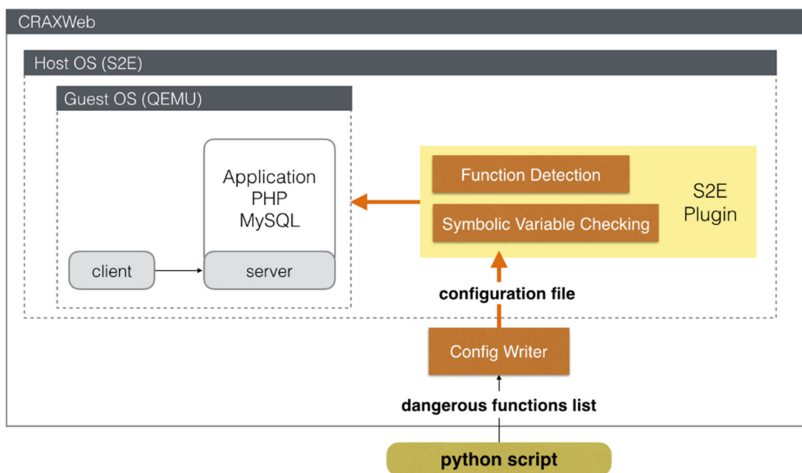 CRAXWeb
Host OS (S2E)
Guest OS (QEMU)
Application
PHP
MySQL
client
server
Function Detection
Symbolic Variable Checking
S2E
Plugin
configuration file
Config Writer
dangerous functions list
python script